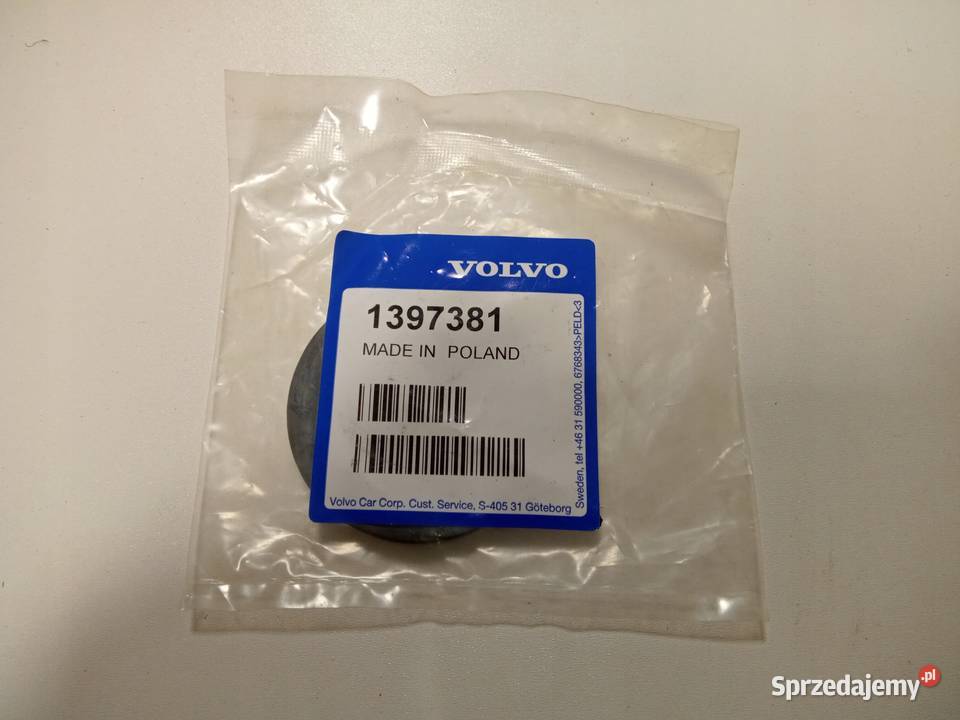 VOLVO
1397381
MADE IN POLAND
Volvo Car Corp. Cust. Service, S-405 31 Göteborg
Sweden, tel +46 31 590000, 6768343>PELD<3
Sprzedajemy.pl